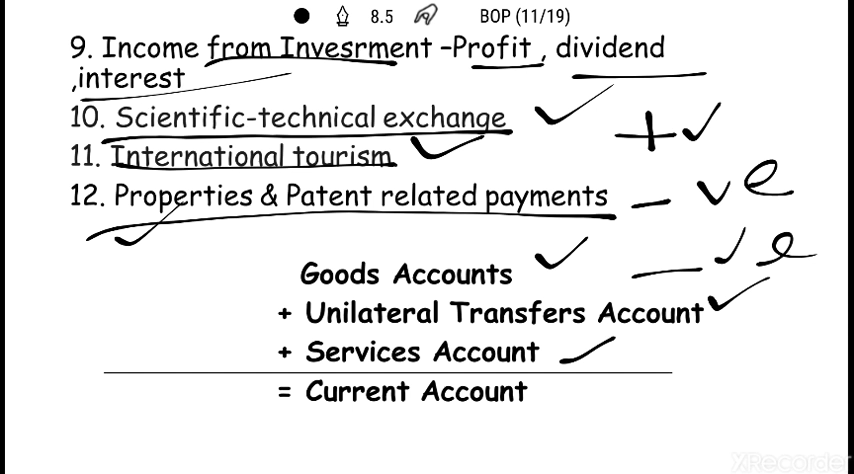 8.5 BOP (11/19)
9. Income from Invesrment -Profit , dividend
,interest
10. Scientific-technical exchange
+
11. International tourism
12. Properties & Patent related payments - ve
- ve
Goods Accounts
+ Unilateral Transfers Account
+ Services Account
= Current Account
XRecorder